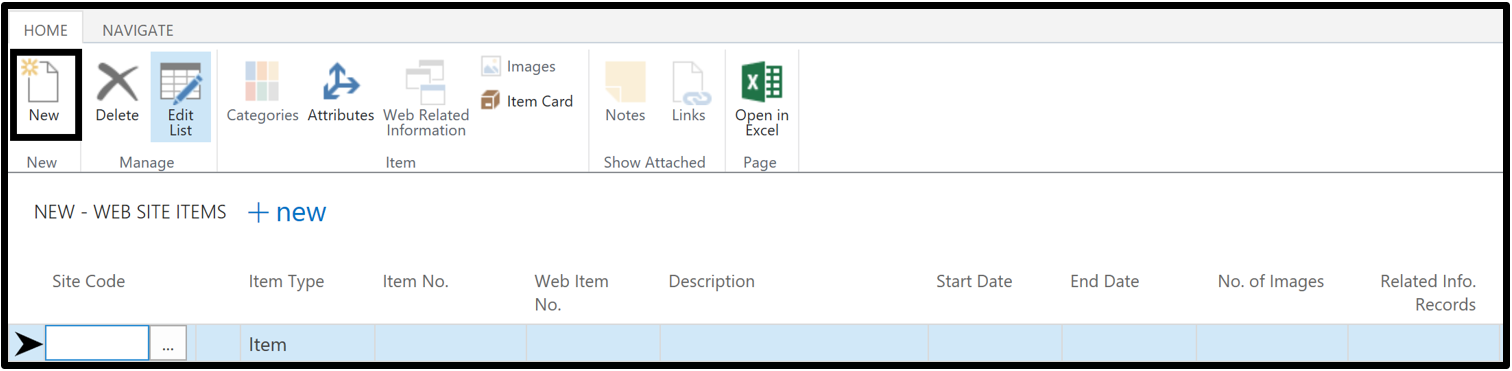 HOME NAVIGATE
Images
Item Card
New Delete Edit List Categories Attributes Web Related Information Notes Links Open in Excel
New Manage Item Show Attached Page
NEW - WEB SITE ITEMS + new
Site Code Item Type Item No. Web Item No. Description Start Date End Date No. of Images Related Info. Records
... Item